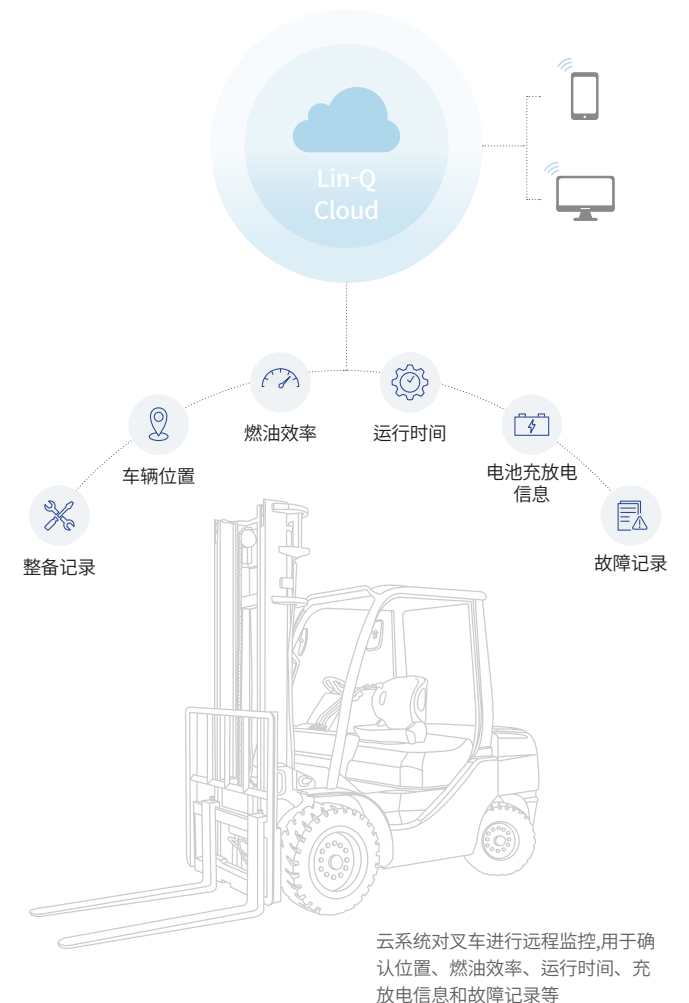 Lin-Q
Cloud
燃油效率
运行时间
车辆位置
电池充放电
信息
整备记录
故障记录
云系统对叉车进行远程监控,用于确
认位置、燃油效率、运行时间、充
放电信息和故障记录等